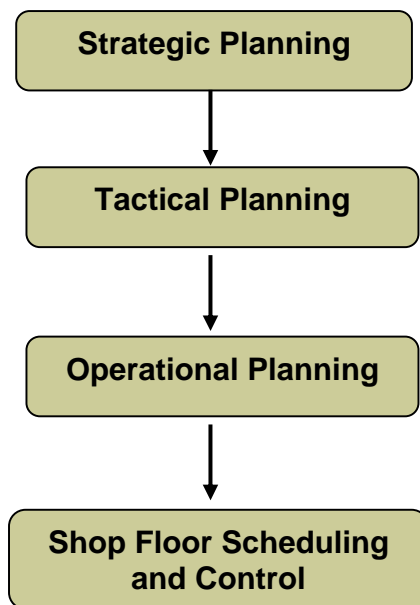 Strategic Planning
Tactical Planning
Operational Planning
Shop Floor Scheduling
and Control